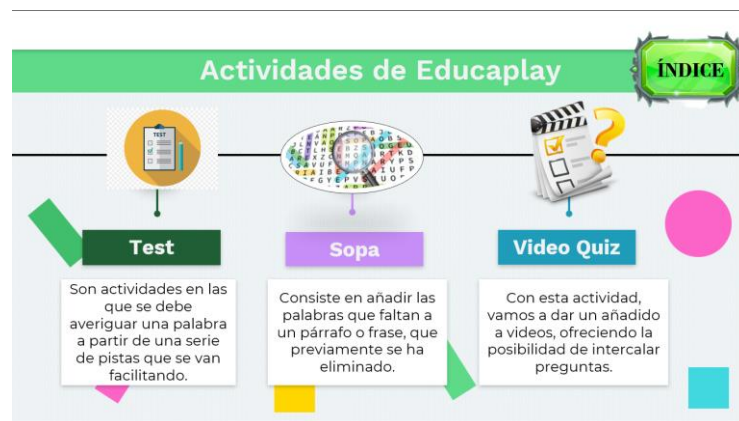 Actividades de Educaplay
ÍNDICE
TEST
Test
Son actividades en las
que se debe
averiguar una palabra
a partir de una serie
de pistas que se van
facilitando.
Sopa
Consiste en añadir las
palabras que faltan a
un párrafo o frase, que
previamente se ha
eliminado.
Video Quiz
Con esta actividad,
vamos a dar un añadido
a videos, ofreciendo la
posibilidad de intercalar
preguntas.